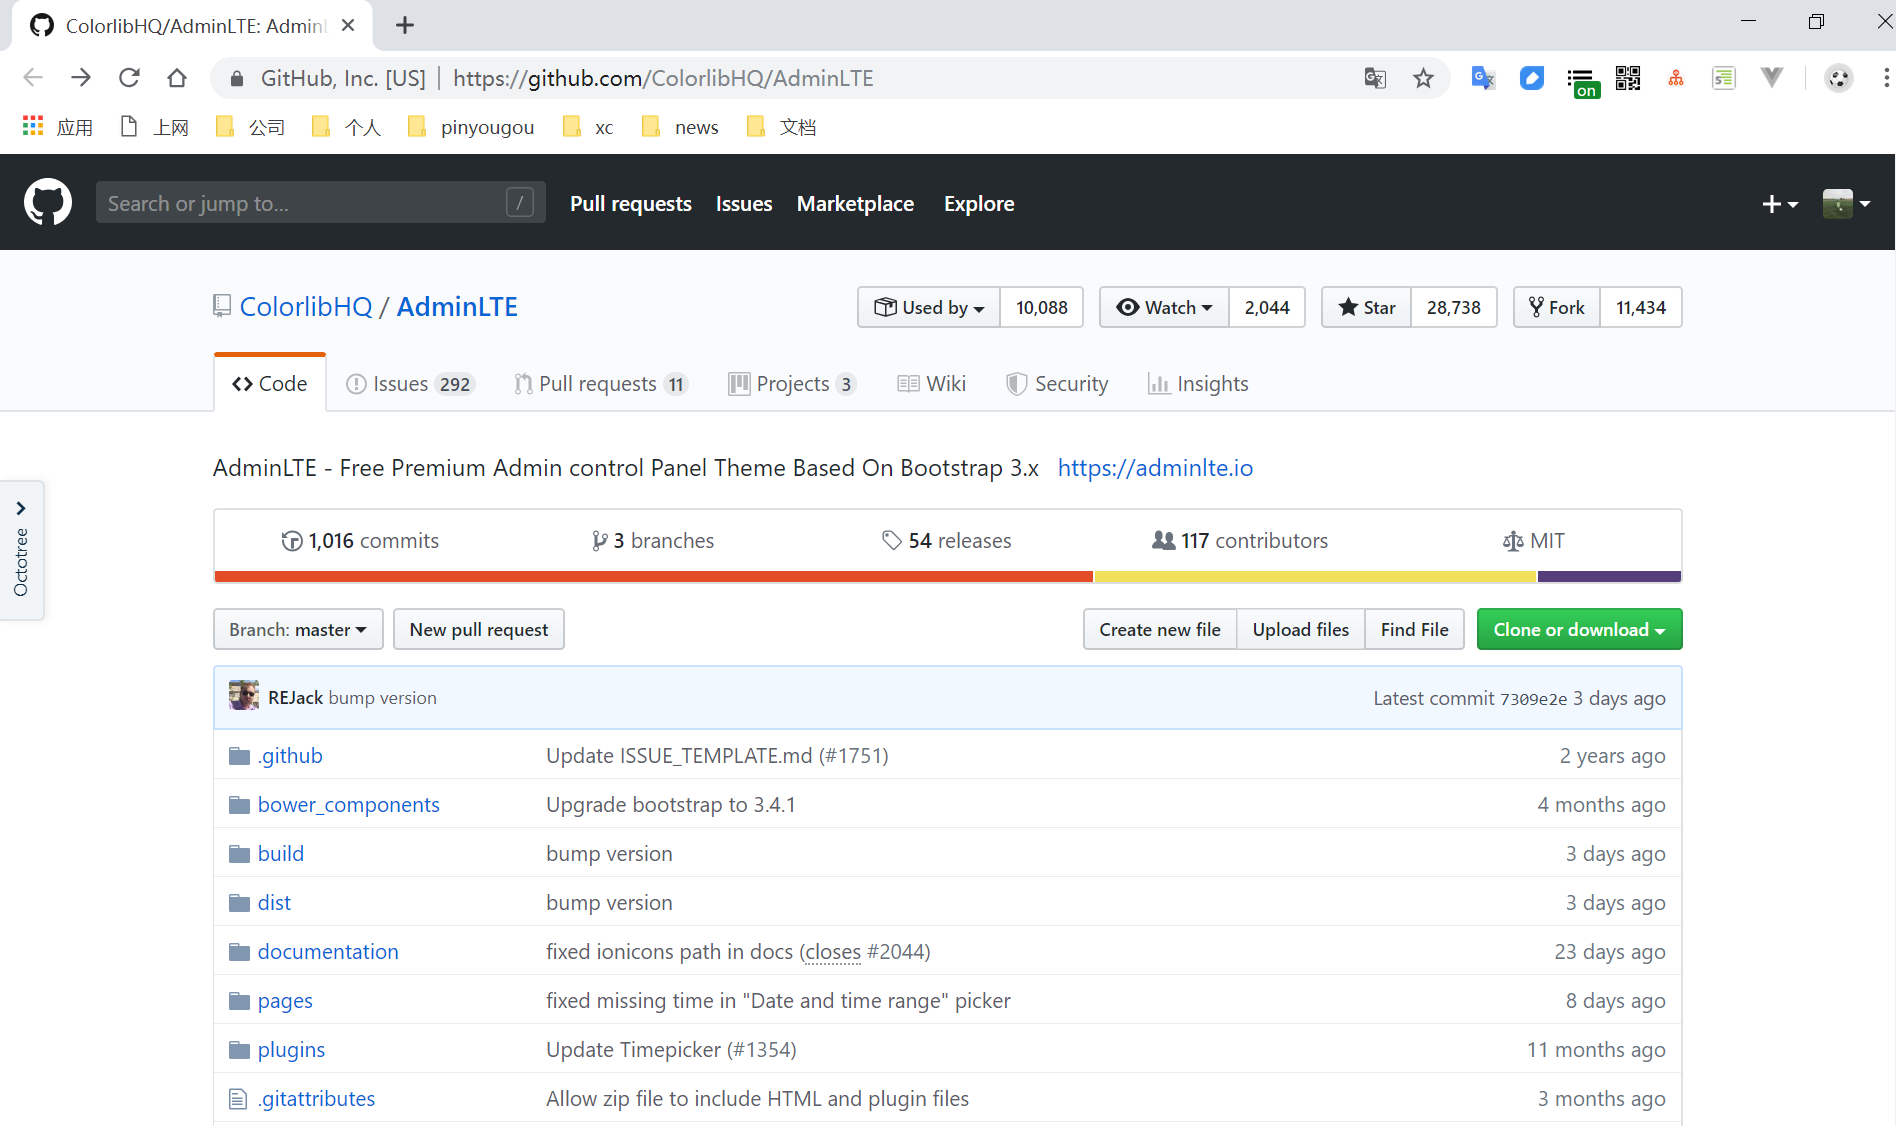 ColorlibHQ/AdminLTE: Admin
GitHub, Inc. [US] | https://github.com/ColorlibHQ/AdminLTE
on
应用 上网 公司 个人 pinyougou xc news 文档
Search or jump to... / Pull requests Issues Marketplace Explore
ColorlibHQ / AdminLTE Used by 10,088 Watch 2,044 Star 28,738 Fork 11,434
Code Issues 292 Pull requests 11 Projects 3 Wiki Security Insights
AdminLTE - Free Premium Admin control Panel Theme Based On Bootstrap 3.x https://adminlte.io
Octotree
1,016 commits 3 branches 54 releases 117 contributors MIT
Branch: master New pull request Create new file Upload files Find File Clone or download
REJack bump version Latest commit 7309e2e 3 days ago
.github Update ISSUE_TEMPLATE.md (#1751) 2 years ago
bower_components Upgrade bootstrap to 3.4.1 4 months ago
build bump version 3 days ago
dist bump version 3 days ago
documentation fixed ionicons path in docs (closes #2044) 23 days ago
pages fixed missing time in "Date and time range" picker 8 days ago
plugins Update Timepicker (#1354) 11 months ago
.gitattributes Allow zip file to include HTML and plugin files 3 months ago